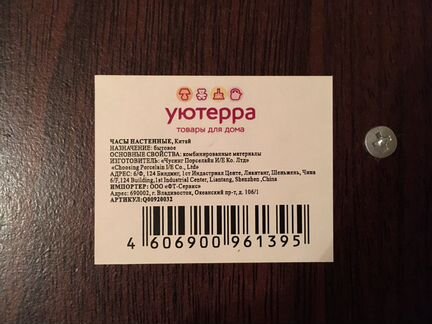 уютерра
товары для дома
ЧАСЫ НАСТЕННЫЕ, Китай
НАЗНАЧЕНИЕ: бытовое
ОСНОВНЫЕ СВОЙСТВА: комбинированные материалы
ИЗГОТОВИТЕЛЬ: «Чусинг Порселайн И/Е Ко. Лтд»
«Choosing Porcelain I/E Co., Ltd»
АДРЕС: 6/Ф, 124 Билдинг, 1ст Индастриал Центе, Лиантанг, Шеньжень, Чина
6/F,124 Building,1st Industrial Center, Liantang, Shenzhen ,China
ИМПОРТЕР: ООО «ФТ-Сервис»
Адрес: 690002, г. Владивосток, Океанский пр-т, д. 106/1
АРТИКУЛ:Q00920032
4 606900 961395